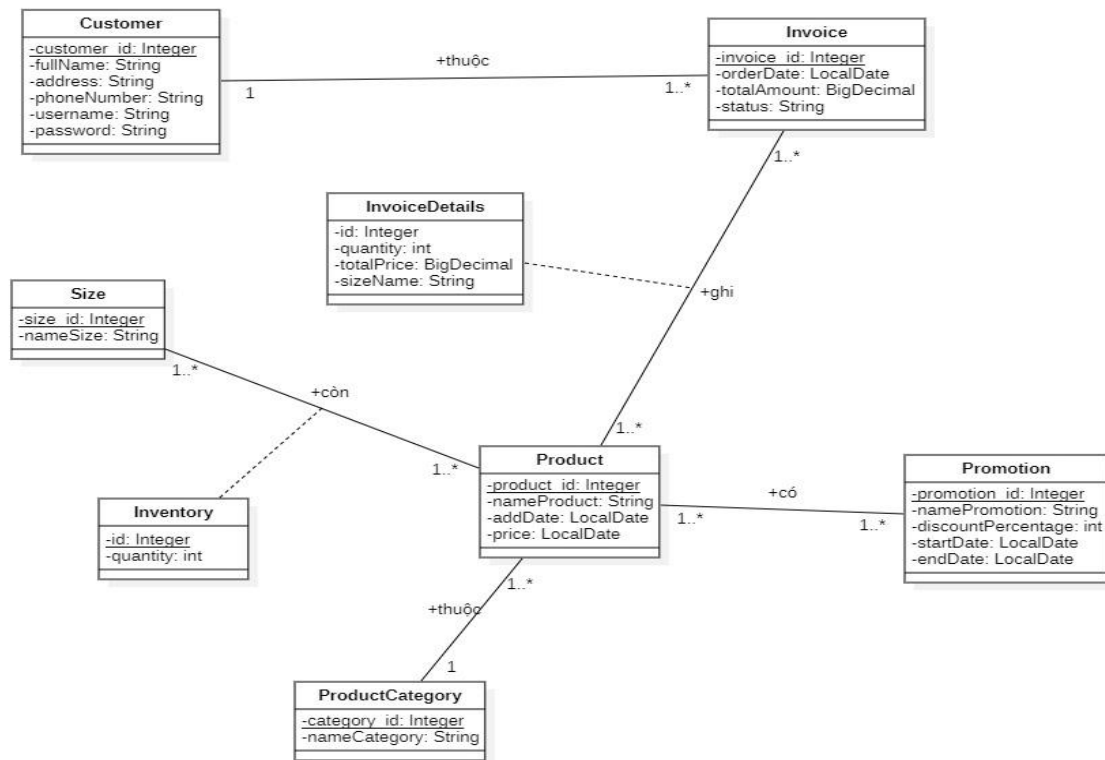 Customer
-customer_id: Integer
-fullName: String
-address: String
-phoneNumber: String
-username: String
-password: String
+thuộc
1
1..*
Invoice
-invoice_id: Integer
-orderDate: LocalDate
-totalAmount: BigDecimal
-status: String
1..*
InvoiceDetails
-id: Integer
-quantity: int
-totalPrice: BigDecimal
-sizeName: String
+ghi
Size
-size_id: Integer
-nameSize: String
1..*
+còn
1..*
1..*
Product
-product_id: Integer
-nameProduct: String
-addDate: LocalDate
-price: LocalDate
+có
1..*
1..*
Promotion
-promotion_id: Integer
-namePromotion: String
-discountPercentage: int
-startDate: LocalDate
-endDate: LocalDate
Inventory
-id: Integer
-quantity: int
1..*
+thuộc
1
ProductCategory
-category_id: Integer
-nameCategory: String